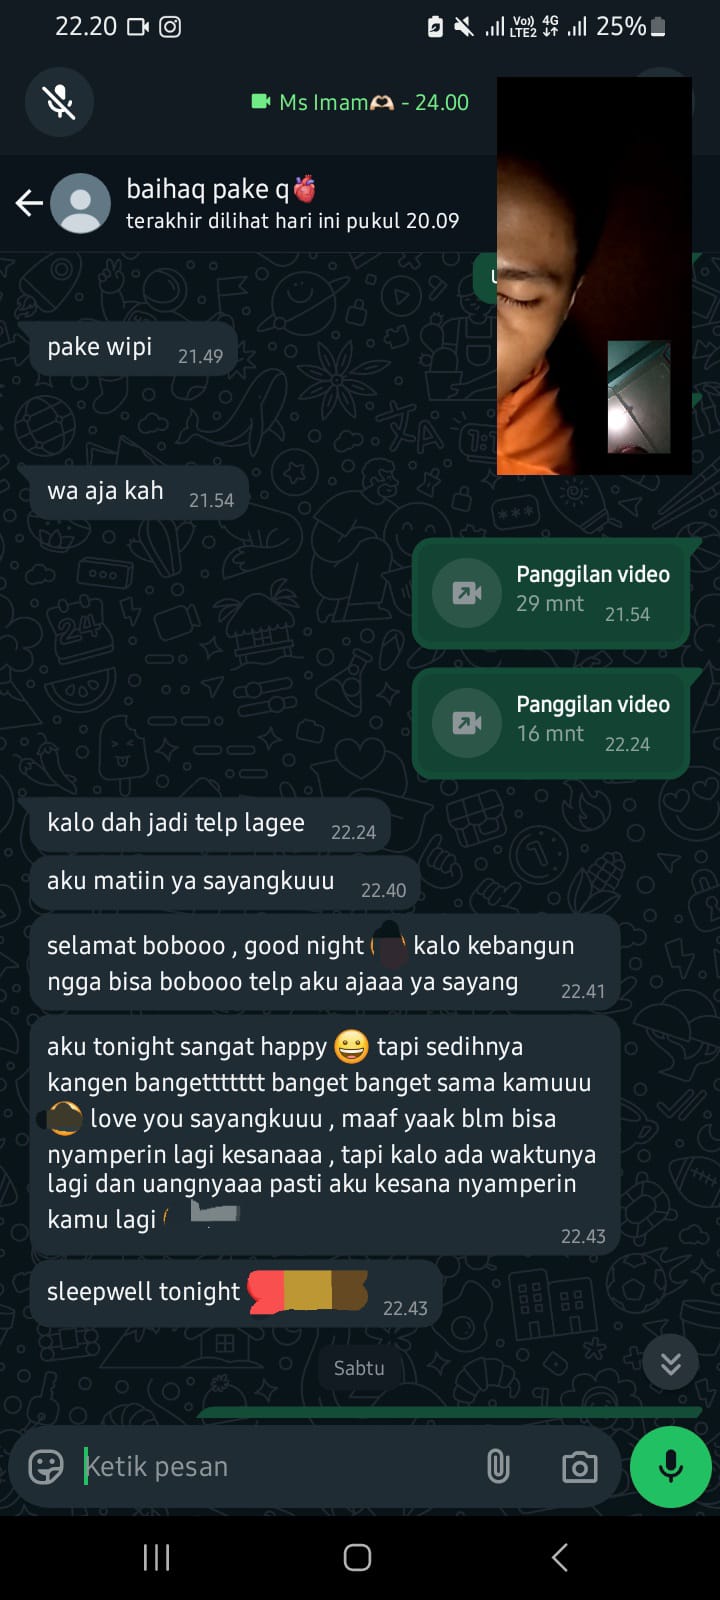 22.20
Vo)) 4G
LTE2
25%
Ms Imam🫶🏻 - 24.00
baihaq pake q🫀
terakhir dilihat hari ini pukul 20.09
pake wipi 21.49
wa aja kah 21.54
Panggilan video
29 mnt 21.54
Panggilan video
16 mnt 22.24
kalo dah jadi telp lagee 22.24
aku matiin ya sayangkuuu 22.40
selamat bobooo , good night kalo kebangun
ngga bisa bobooo telp aku ajaaa ya sayang 22.41
aku tonight sangat happy 😀 tapi sedihnya
kangen bangettttttt banget banget sama kamuuu
love you sayangkuuu , maaf yaak blm bisa
nyamperin lagi kesanaaa , tapi kalo ada waktunya
lagi dan uangnyaaa pasti aku kesana nyamperin
kamu lagi
22.43
sleepwell tonight 22.43
Sabtu
Ketik pesan